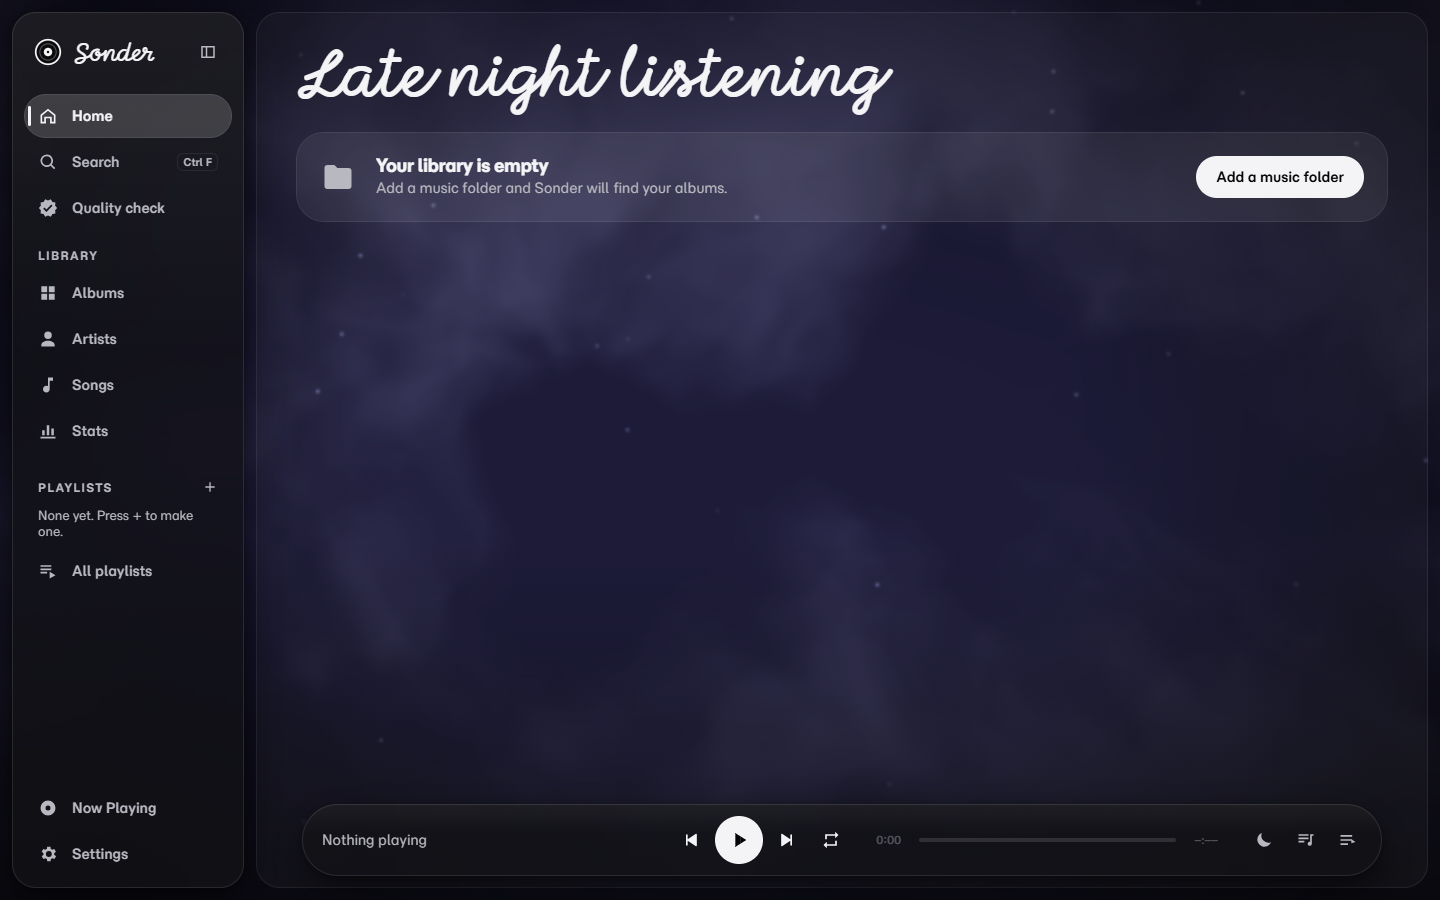 Sonder
Home
Search Ctrl F
Quality check
LIBRARY
Albums
Artists
Songs
Stats
PLAYLISTS +
None yet. Press + to make
one.
All playlists
Now Playing
Settings
Late night listening
Your library is empty
Add a music folder and Sonder will find your albums.
Add a music folder
Nothing playing
0:00
--:--